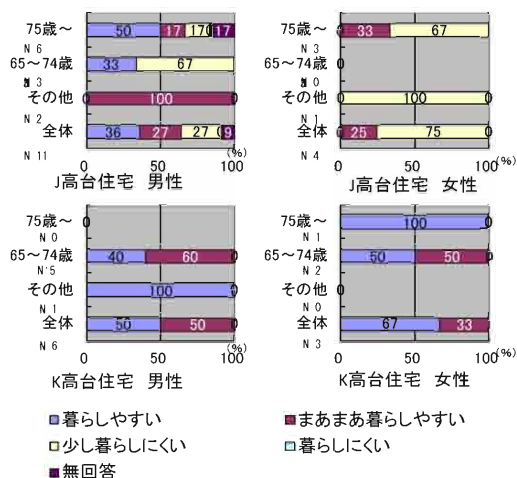 75歳～ 50 17 17 0 17
N 6
65～74歳 33 67
N 3
その他 0 100 0
N 2
全体 36 27 27 0 9
N 11
0 50 100
(%)
J高台住宅 男性
75歳～ 0 33 67
N 3
65～74歳 0
N 0
その他 0 100 0
N 1
全体 0 25 75
N 4
0 50 100
(%)
J高台住宅 女性
75歳～ 0
N 0
65～74歳 40 60 0
N 5
その他 100 0
N 1
全体 50 50 0
N 6
0 50 100
(%)
K高台住宅 男性
75歳～ 100 0
N 1
65～74歳 50 50 0
N 2
その他 0
N 0
全体 67 33
N 3
0 50 100
(%)
K高台住宅 女性
暮らしやすい
まあまあ暮らしやすい
少し暮らしにくい
暮らしにくい
無回答